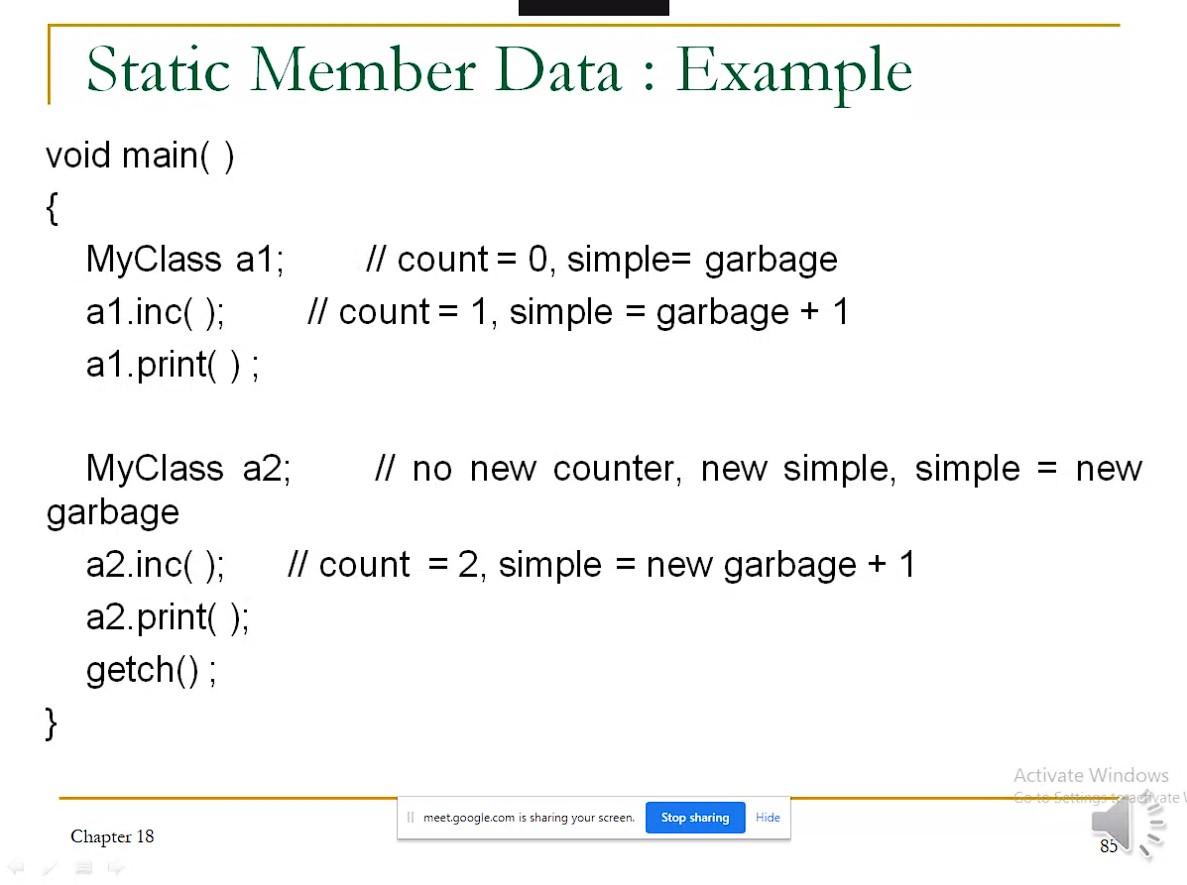 Static Member Data : Example
void main( )
{
MyClass a1; // count = 0, simple= garbage
a1.inc( ); // count = 1, simple = garbage + 1
a1.print( ) ;
MyClass a2; // no new counter, new simple, simple = new
garbage
a2.inc( ); // count = 2, simple = new garbage + 1
a2.print( );
getch() ;
}
Activate Windows
Go to Settings to activate
meet.google.com is sharing your screen. Stop sharing Hide
Chapter 18
85